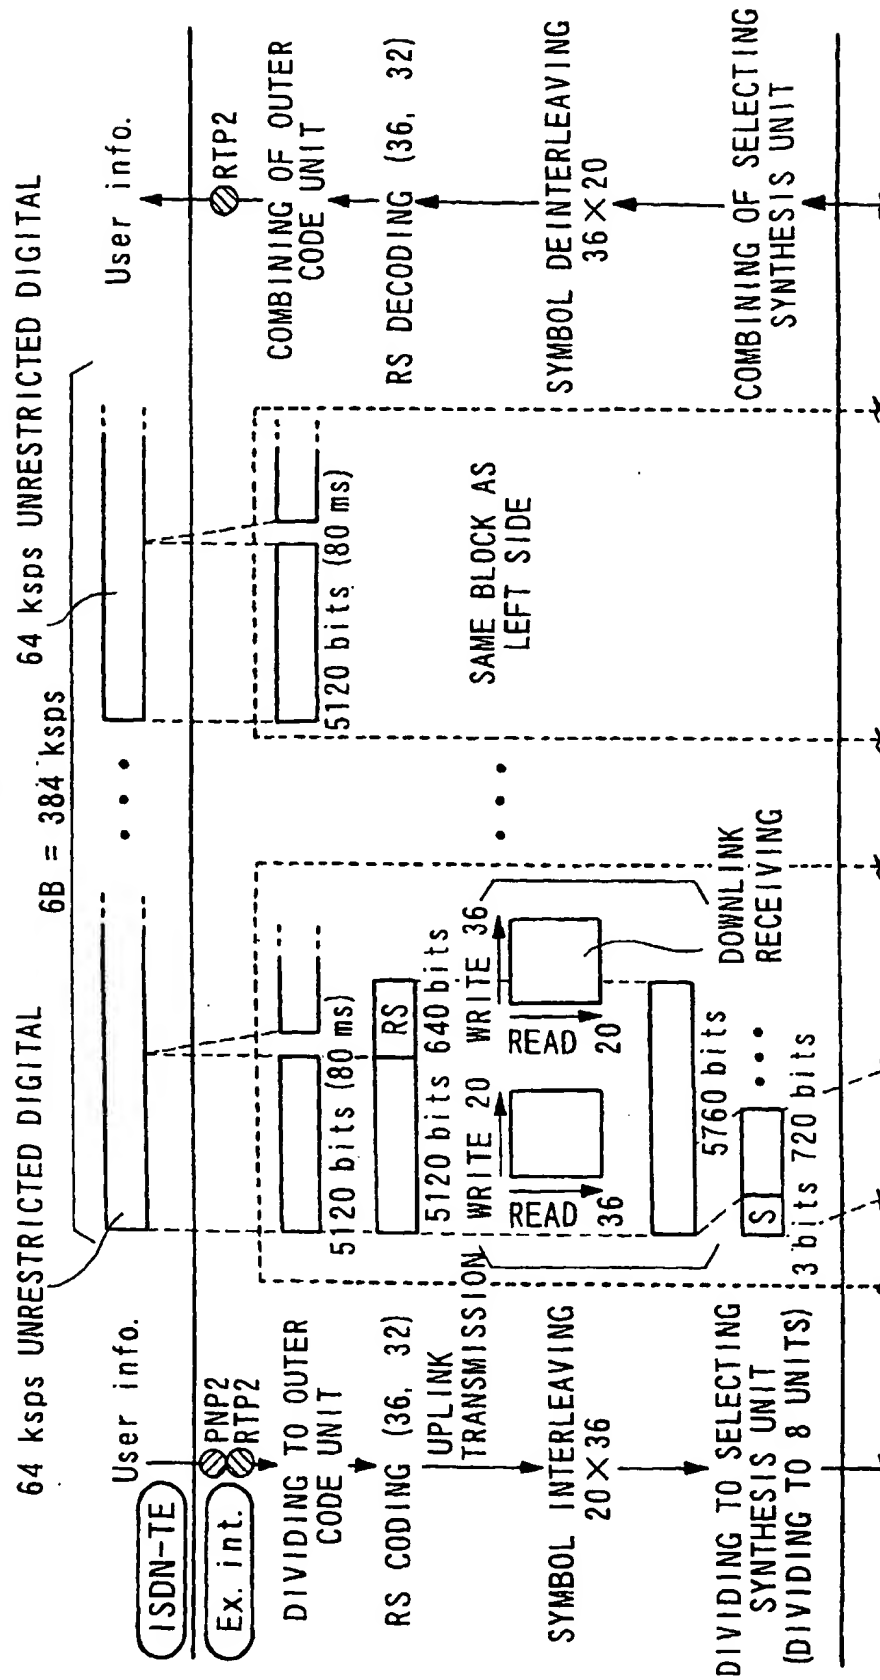 64 ksps UNRESTRICTED DIGITAL
6B = 384 ksps
64 ksps UNRESTRICTED DIGITAL
User info.
• • •
User info.
ISDN-TE
Ex. int.
PNP2
RTP2
RTP2
DIVIDING TO OUTER
CODE UNIT
5120 bits (80 ms)
5120 bits (80 ms)
COMBINING OF OUTER
CODE UNIT
RS CODING (36, 32)
RS
5120 bits 640 bits
RS DECODING (36, 32)
UPLINK
TRANSMISSION
WRITE 20
READ
36
WRITE 36
READ
20
SAME BLOCK AS
LEFT SIDE
SYMBOL INTERLEAVING
20×36
• • •
SYMBOL DEINTERLEAVING
36×20
5760 bits
DOWNLINK
RECEIVING
DIVIDING TO SELECTING
SYNTHESIS UNIT
(DIVIDING TO 8 UNITS)
S
• • •
3 bits 720 bits
COMBINING OF SELECTING
SYNTHESIS UNIT